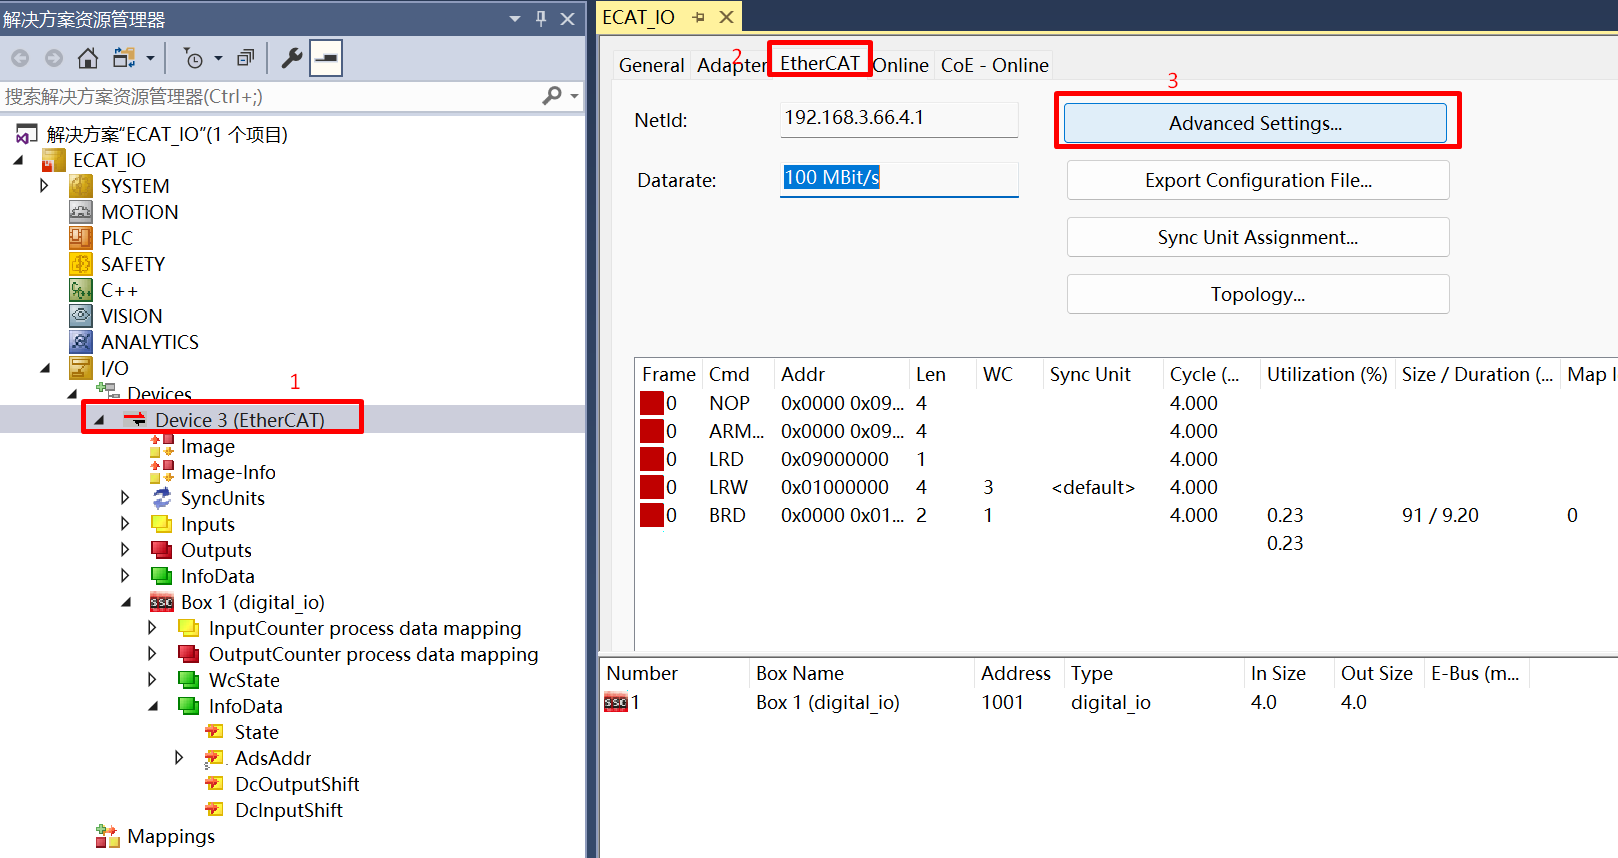 解决方案资源管理器
搜索解决方案资源管理器(Ctrl+;)
解决方案"ECAT_IO"(1 个项目)
ECAT_IO
SYSTEM
MOTION
PLC
SAFETY
C++
VISION
ANALYTICS
I/O
1
Devices
Device 3 (EtherCAT)
Image
Image-Info
SyncUnits
Inputs
Outputs
InfoData
Box 1 (digital_io)
InputCounter process data mapping
OutputCounter process data mapping
WcState
InfoData
State
AdsAddr
DcOutputShift
DcInputShift
Mappings
ECAT_IO
General Adapter 2 EtherCAT Online CoE - Online
3
NetId: 192.168.3.66.4.1 Advanced Settings...
Datarate: 100 MBit/s Export Configuration File...
Sync Unit Assignment...
Topology...
Frame Cmd Addr Len WC Sync Unit Cycle (... Utilization (%) Size / Duration (... Map I
0 NOP 0x0000 0x09... 4 4.000
0 ARM... 0x0000 0x09... 4 4.000
0 LRD 0x09000000 1 4.000
0 LRW 0x01000000 4 3 <default> 4.000
0 BRD 0x0000 0x01... 2 1 4.000 0.23 91 / 9.20 0
0.23
Number Box Name Address Type In Size Out Size E-Bus (m...
1 Box 1 (digital_io) 1001 digital_io 4.0 4.0